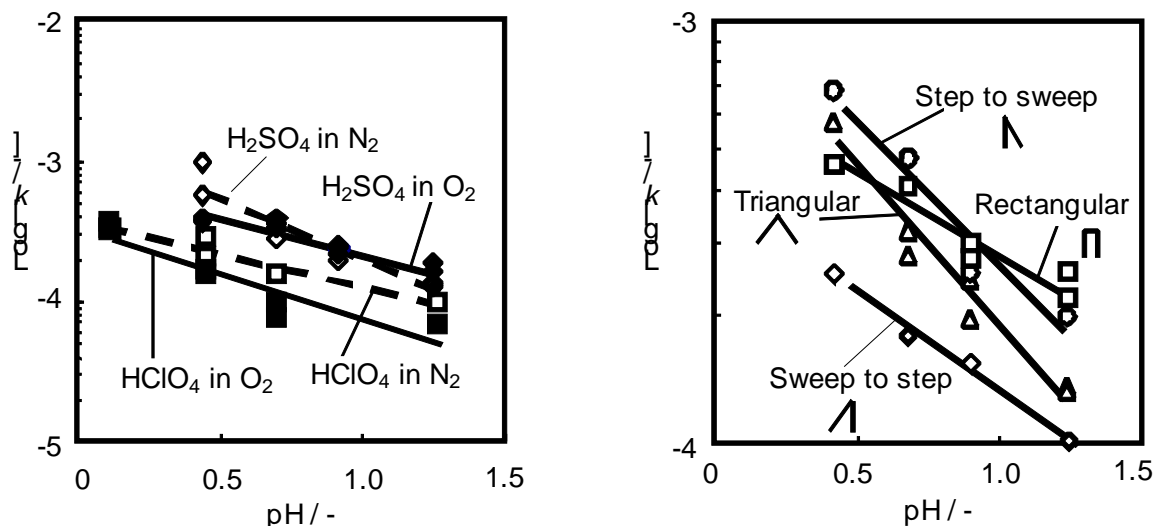 -2
-3
-4
-5
0
0.5
1.0
1.5
pH / -
Log [k/ ]
H₂SO₄ in N₂
H₂SO₄ in O₂
HClO₄ in O₂
HClO₄ in N₂
-3
-4
0
0.5
1.0
1.5
pH / -
Log [k/ ]
Step to sweep
Triangular
Rectangular
Sweep to step